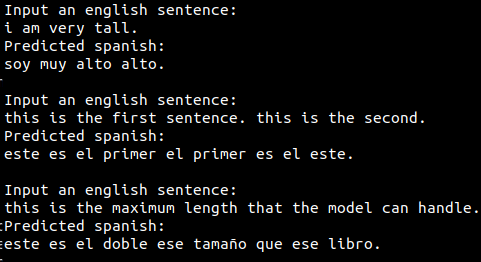 Input an english sentence:
i am very tall.
Predicted spanish:
soy muy alto alto.
Input an english sentence:
this is the first sentence. this is the second.
Predicted spanish:
este es el primer el primer es el este.
Input an english sentence:
this is the maximum length that the model can handle.
Predicted spanish:
este es el doble ese tamaño que ese libro.